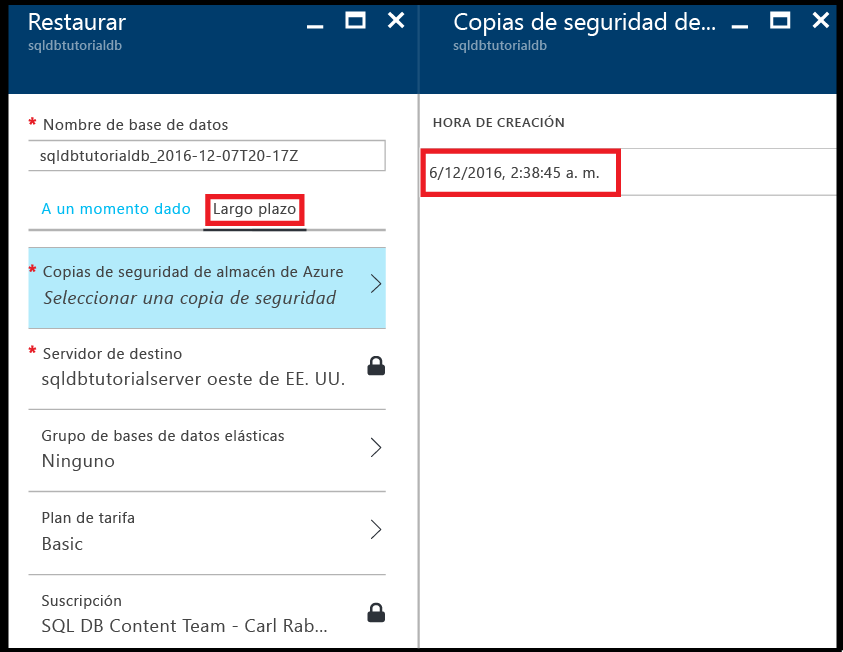 Restaurar
sqldbtutorialdb
* Nombre de base de datos
sqldbtutorialdb_2016-12-07T20-17Z
A un momento dado Largo plazo
* Copias de seguridad de almacén de Azure
Seleccionar una copia de seguridad
* Servidor de destino
sqldbtutorialserver oeste de EE. UU.
Grupo de bases de datos elásticas
Ninguno
Plan de tarifa
Basic
Suscripción
SQL DB Content Team - Carl Rab...
Copias de seguridad de...
sqldbtutorialdb
HORA DE CREACIÓN
6/12/2016, 2:38:45 a. m.